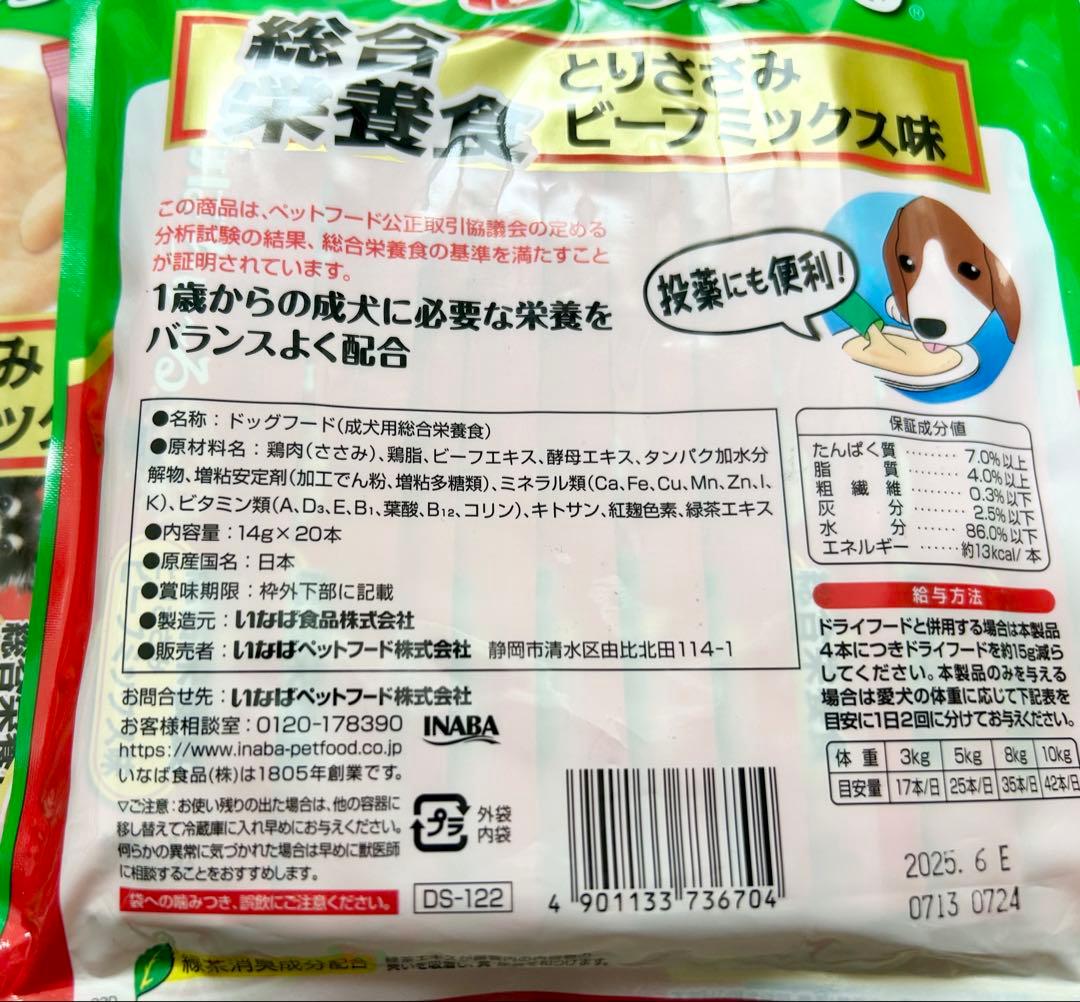 総合
栄養食
とりささみ
ビーフミックス味
この商品は、ペットフード公正取引協議会の定める
分析試験の結果、総合栄養食の基準を満たすこと
が証明されています。
1歳からの成犬に必要な栄養を
バランスよく配合
投薬にも便利!
●名称：ドッグフード(成犬用総合栄養食)
●原材料名：鶏肉(ささみ)、鶏脂、ビーフエキス、酵母エキス、タンパク加水分
解物、増粘安定剤(加工でん粉、増粘多糖類)、ミネラル類(Ca、Fe、Cu、Mn、Zn、I、
K)、ビタミン類(A、D₃、E、B₁、葉酸、B₁₂、コリン)、キトサン、紅麹色素、緑茶エキス
●内容量：14g×20本
●原産国名：日本
●賞味期限：枠外下部に記載
●製造元：いなば食品株式会社
●販売者：いなばペットフード株式会社 静岡市清水区由比北田114-1
保証成分値
たんぱく質 ……… 7.0%以上
脂質 ……… 4.0%以上
粗繊維 ……… 0.3%以下
灰分 ……… 2.5%以下
水分 ……… 86.0%以下
エネルギー ……約13kcal/本
給与方法
ドライフードと併用する場合は本製品
4本につきドライフードを約15g減ら
してください。本製品のみを与える
場合は愛犬の体重に応じて下記表を
目安に1日2回に分けてお与えください。
体重 3kg 5kg 8kg 10kg
目安量 17本/日 25本/日 35本/日 42本/日
お問合せ先：いなばペットフード株式会社
お客様相談室：0120-178390 INABA
https://www.inaba-petfood.co.jp
いなば食品(株)は1805年創業です。
▽ご注意：お使い残りの出た場合は、他の容器に
移し替えて冷蔵庫に入れ早めにお与えください。
何らかの異常に気づかれた場合は早めに獣医師
に相談することをおすすめします。
袋への噛みつき、誤飲にご注意ください。
プラ
外袋
内袋
DS-122
4 901133 736704
2025. 6 E
0713 0724
緑茶消臭成分配合
み
ック